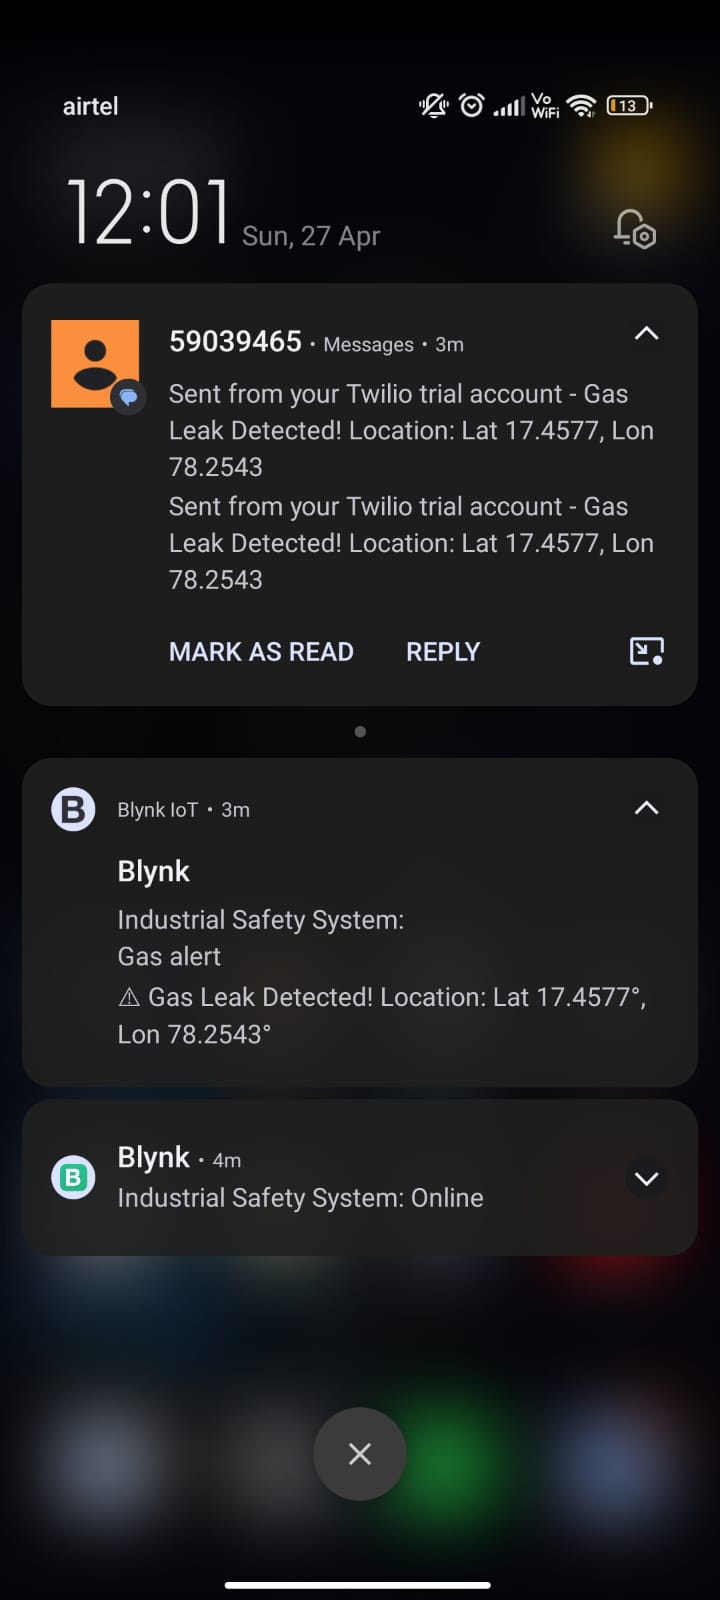 airtel
Vo
WiFi
13
12:01 Sun, 27 Apr
59039465 · Messages · 3m
Sent from your Twilio trial account - Gas
Leak Detected! Location: Lat 17.4577, Lon
78.2543
Sent from your Twilio trial account - Gas
Leak Detected! Location: Lat 17.4577, Lon
78.2543
MARK AS READ REPLY
B
Blynk IoT · 3m
Blynk
Industrial Safety System:
Gas alert
⚠ Gas Leak Detected! Location: Lat 17.4577°,
Lon 78.2543°
B
Blynk · 4m
Industrial Safety System: Online